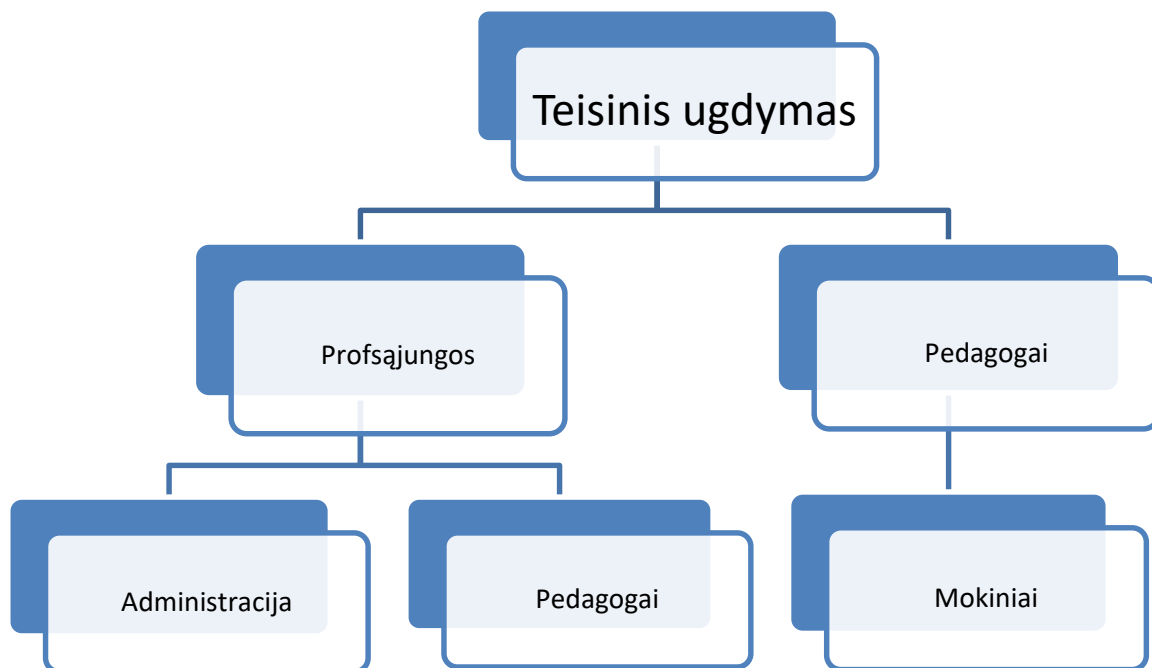 Teisinis ugdymas
Profsąjungos
Pedagogai
Administracija
Pedagogai
Mokiniai